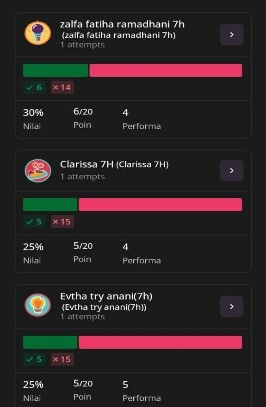 zalfa fatiha ramadhani 7h
(zalfa fatiha ramadhani 7h)
1 attempts
✓ 6 × 14
30% 6/20 4
Nilai Poin Performa
Clarissa 7H (Clarissa 7H)
1 attempts
✓ 5 × 15
25% 5/20 4
Nilai Poin Performa
Evtha try anani(7h)
(Evtha try anani(7h))
1 attempts
✓ 5 × 15
25% 5/20 5
Nilai Poin Performa